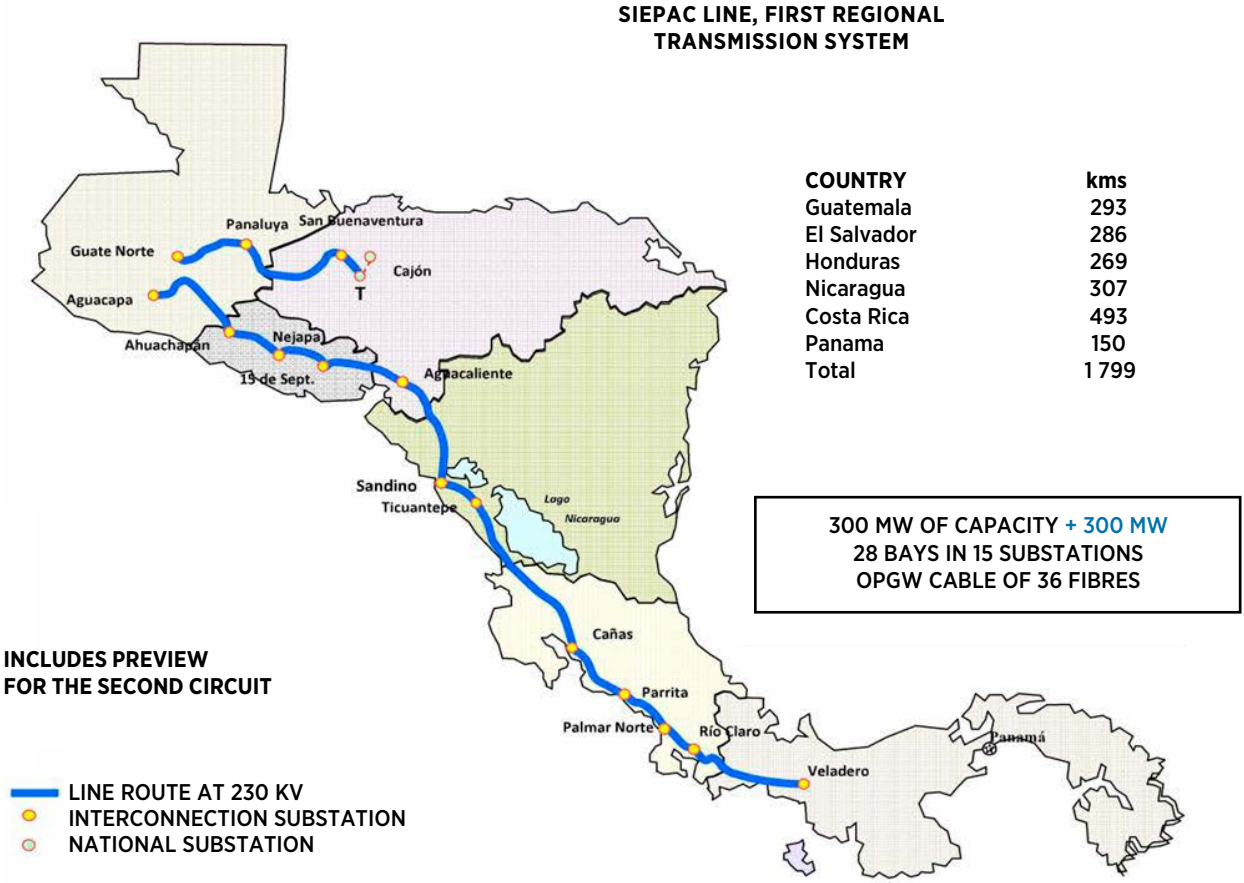 SIEPAC LINE, FIRST REGIONAL
TRANSMISSION SYSTEM
COUNTRY kms
Guatemala 293
El Salvador 286
Honduras 269
Nicaragua 307
Costa Rica 493
Panama 150
Total 1 799
Panaluya
San Buenaventura
Guate Norte
Cajón
Aguacapa
T
Ahuachapán
Nejapa
15 de Sept.
Aguacaliente
Sandino
Ticuantepe
Lago
Nicaragua
300 MW OF CAPACITY + 300 MW
28 BAYS IN 15 SUBSTATIONS
OPGW CABLE OF 36 FIBRES
Cañas
INCLUDES PREVIEW
FOR THE SECOND CIRCUIT
Parrita
Palmar Norte
Río Claro
Panamá
Veladero
LINE ROUTE AT 230 KV
INTERCONNECTION SUBSTATION
NATIONAL SUBSTATION